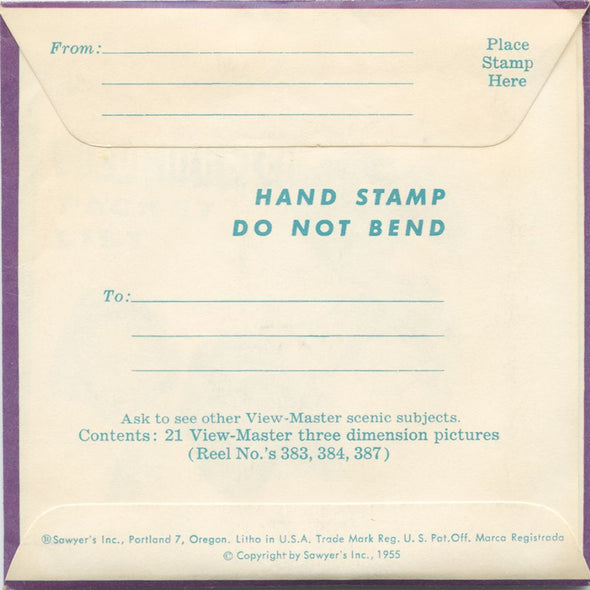 From:
Place
Stamp
Here
HAND STAMP
DO NOT BEND
To:
Ask to see other View-Master scenic subjects.
Contents: 21 View-Master three dimension pictures
(Reel No.'s 383, 384, 387)
®Sawyer's Inc., Portland 7, Oregon. Litho in U.S.A. Trade Mark Reg. U.S. Pat.Off. Marca Registrada
© Copyright by Sawyer's Inc., 1955